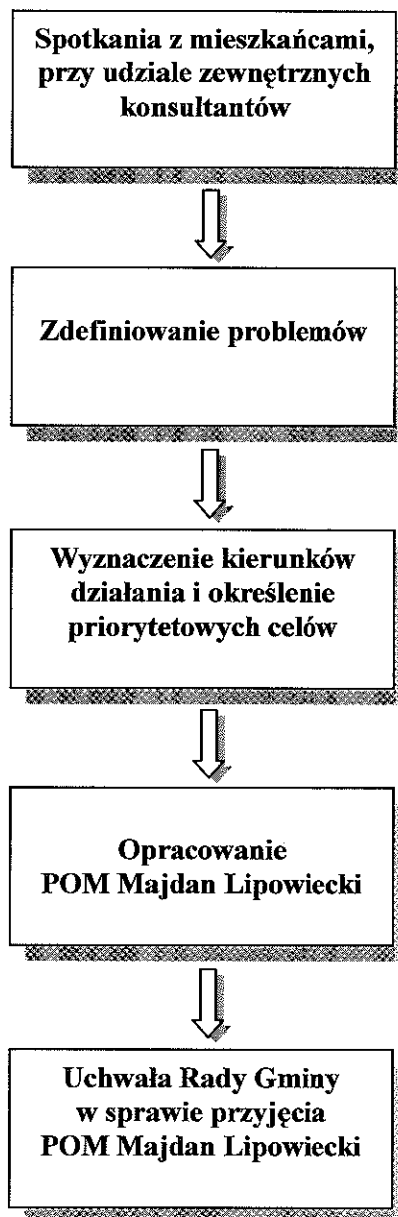 Spotkania z mieszkańcami,
przy udziale zewnętrznych
konsultantów
Zdefiniowanie problemów
Wyznaczenie kierunków
działania i określenie
priorytetowych celów
Opracowanie
POM Majdan Lipowiecki
Uchwała Rady Gminy
w sprawie przyjęcia
POM Majdan Lipowiecki